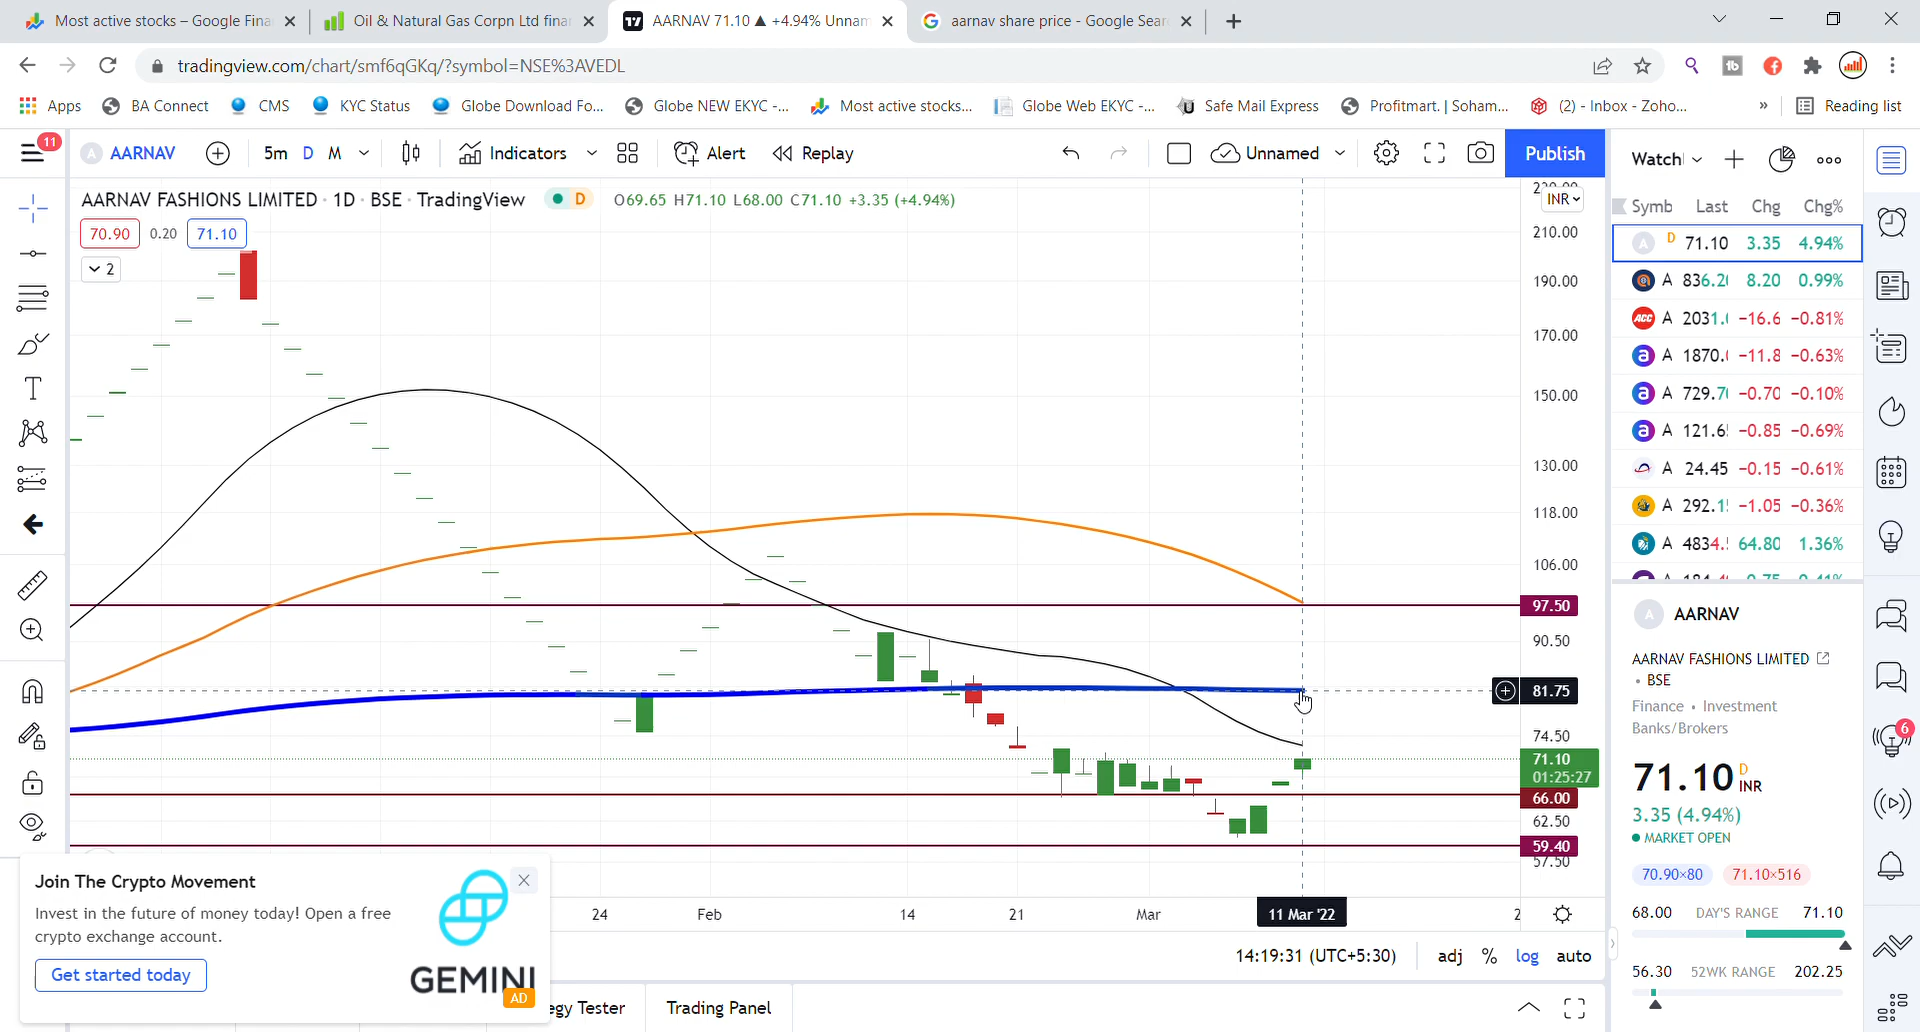 Most active stocks – Google Fina
Oil & Natural Gas Corpn Ltd finan
AARNAV 71.10 ▲ +4.94% Unnam
aarnav share price - Google Sear
tradingview.com/chart/smf6qGKq/?symbol=NSE%3AVEDL
Apps
BA Connect
CMS
KYC Status
Globe Download Fo...
Globe NEW EKYC -...
Most active stocks...
Globe Web EKYC -...
Safe Mail Express
Profitmart. | Soham...
(2) - Inbox - Zoho...
»
Reading list
11
AARNAV
5m D M
Indicators
Alert
Replay
Unnamed
Publish
Watchl
AARNAV FASHIONS LIMITED · 1D · BSE · TradingView
D
O69.65 H71.10 L68.00 C71.10 +3.35 (+4.94%)
70.90 0.20 71.10
2
INR
220.00
210.00
190.00
170.00
150.00
130.00
118.00
106.00
97.50
90.50
81.75
74.50
71.10
01:25:27
66.00
62.50
59.40
57.50
Symb Last Chg Chg%
A D 71.10 3.35 4.94%
A 836.20 8.20 0.99%
ACC A 2031.0 −16.6 −0.81%
a A 1870.0 −11.8 −0.63%
a A 729.70 −0.70 −0.10%
a A 121.65 −0.85 −0.69%
A 24.45 −0.15 −0.61%
A 292.15 −1.05 −0.36%
A 4834.5 64.80 1.36%
A AARNAV
AARNAV FASHIONS LIMITED
• BSE
Finance • Investment
Banks/Brokers
71.10 D INR
3.35 (4.94%)
MARKET OPEN
70.90×80 71.10×516
68.00 DAY'S RANGE 71.10
56.30 52WK RANGE 202.25
6
24 Feb 14 21 Mar 11 Mar '22 2
14:19:31 (UTC+5:30)
adj % log auto
Join The Crypto Movement
Invest in the future of money today! Open a free
crypto exchange account.
Get started today
GEMINI
AD
egy Tester
Trading Panel